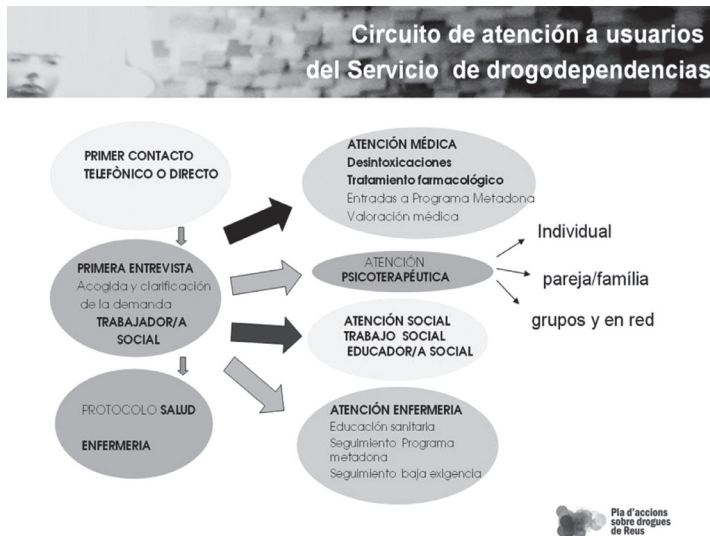 Circuito de atención a usuarios
del Servicio de drogodependencias
PRIMER CONTACTO
TELEFÒNICO O DIRECTO
PRIMERA ENTREVISTA
Acogida y clarificación
de la demanda
TRABAJADOR/A
SOCIAL
PROTOCOLO SALUD
ENFERMERIA
ATENCIÓN MÉDICA
Desintoxicaciones
Tratamiento farmacológico
Entradas a Programa Metadona
Valoración médica
ATENCIÓN
PSICOTERAPÉUTICA
Individual
pareja/família
grupos y en red
ATENCIÓN SOCIAL
TRABAJO SOCIAL
EDUCADOR/A SOCIAL
ATENCIÓN ENFERMERIA
Educación sanitaria
Seguimiento Programa
metadona
Seguimiento baja exigencia
Pla d'accions
sobre drogues
de Reus